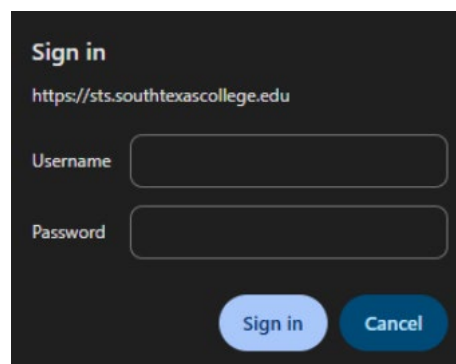 Sign in
https://sts.southtexascollege.edu
Username
Password
Sign in Cancel